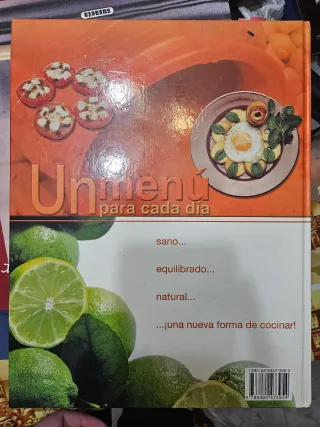 Un menú
para cada día
sano...
equilibrado...
natural...
...¡una nueva forma de cocinar!